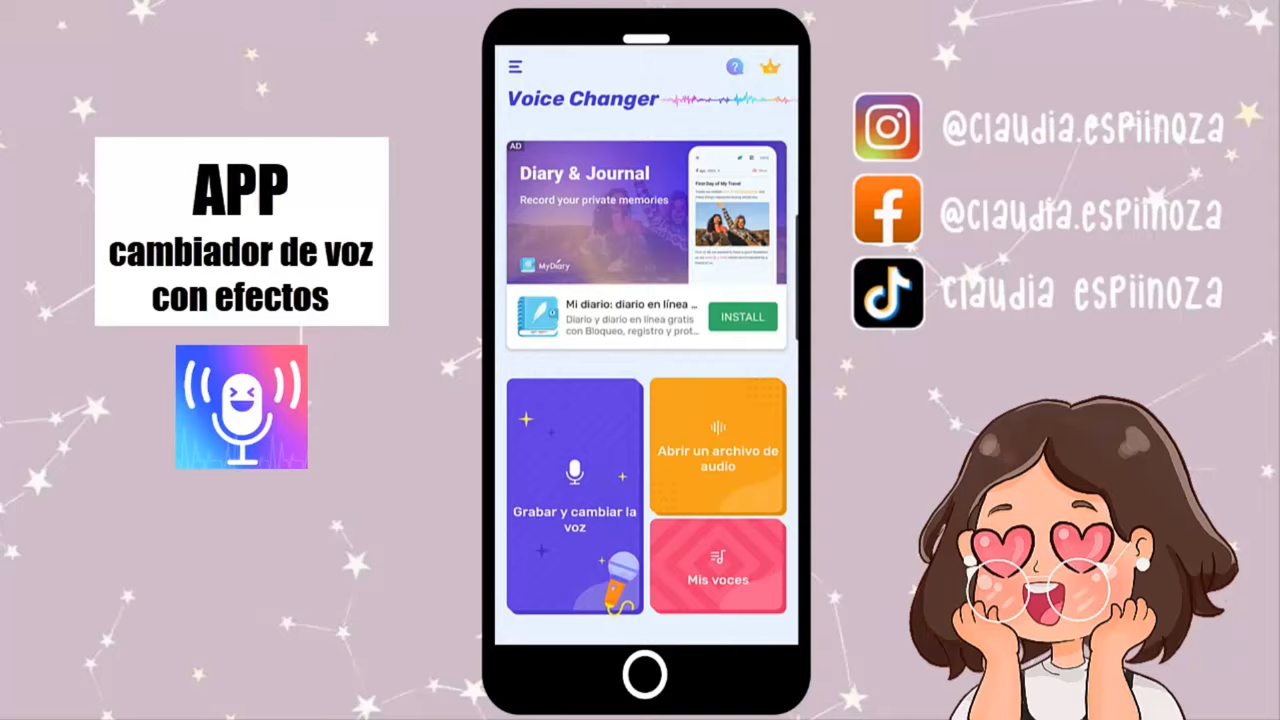 APP
cambiador de voz
con efectos
Voice Changer
AD
Diary & Journal
Record your private memories
MyDiary
First Day of My Travel
Mi diario: diario en línea ...
Diario y diario en línea gratis
con Bloqueo, registro y prot...
INSTALL
Grabar y cambiar la
voz
Abrir un archivo de
audio
Mis voces
@claudia.espiinoza
@claudia.espiinoza
claudia espiinoza